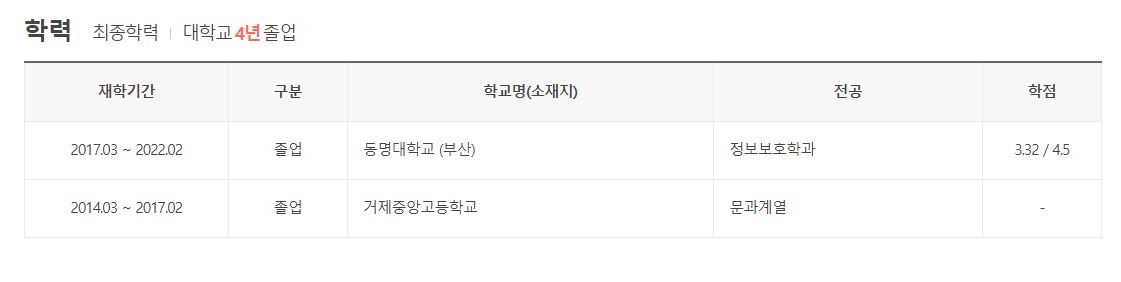 학력 최종학력 | 대학교 4년 졸업
재학기간 구분 학교명(소재지) 전공 학점
2017.03 ~ 2022.02 졸업 동명대학교 (부산) 정보보호학과 3.32 / 4.5
2014.03 ~ 2017.02 졸업 거제중앙고등학교 문과계열 -